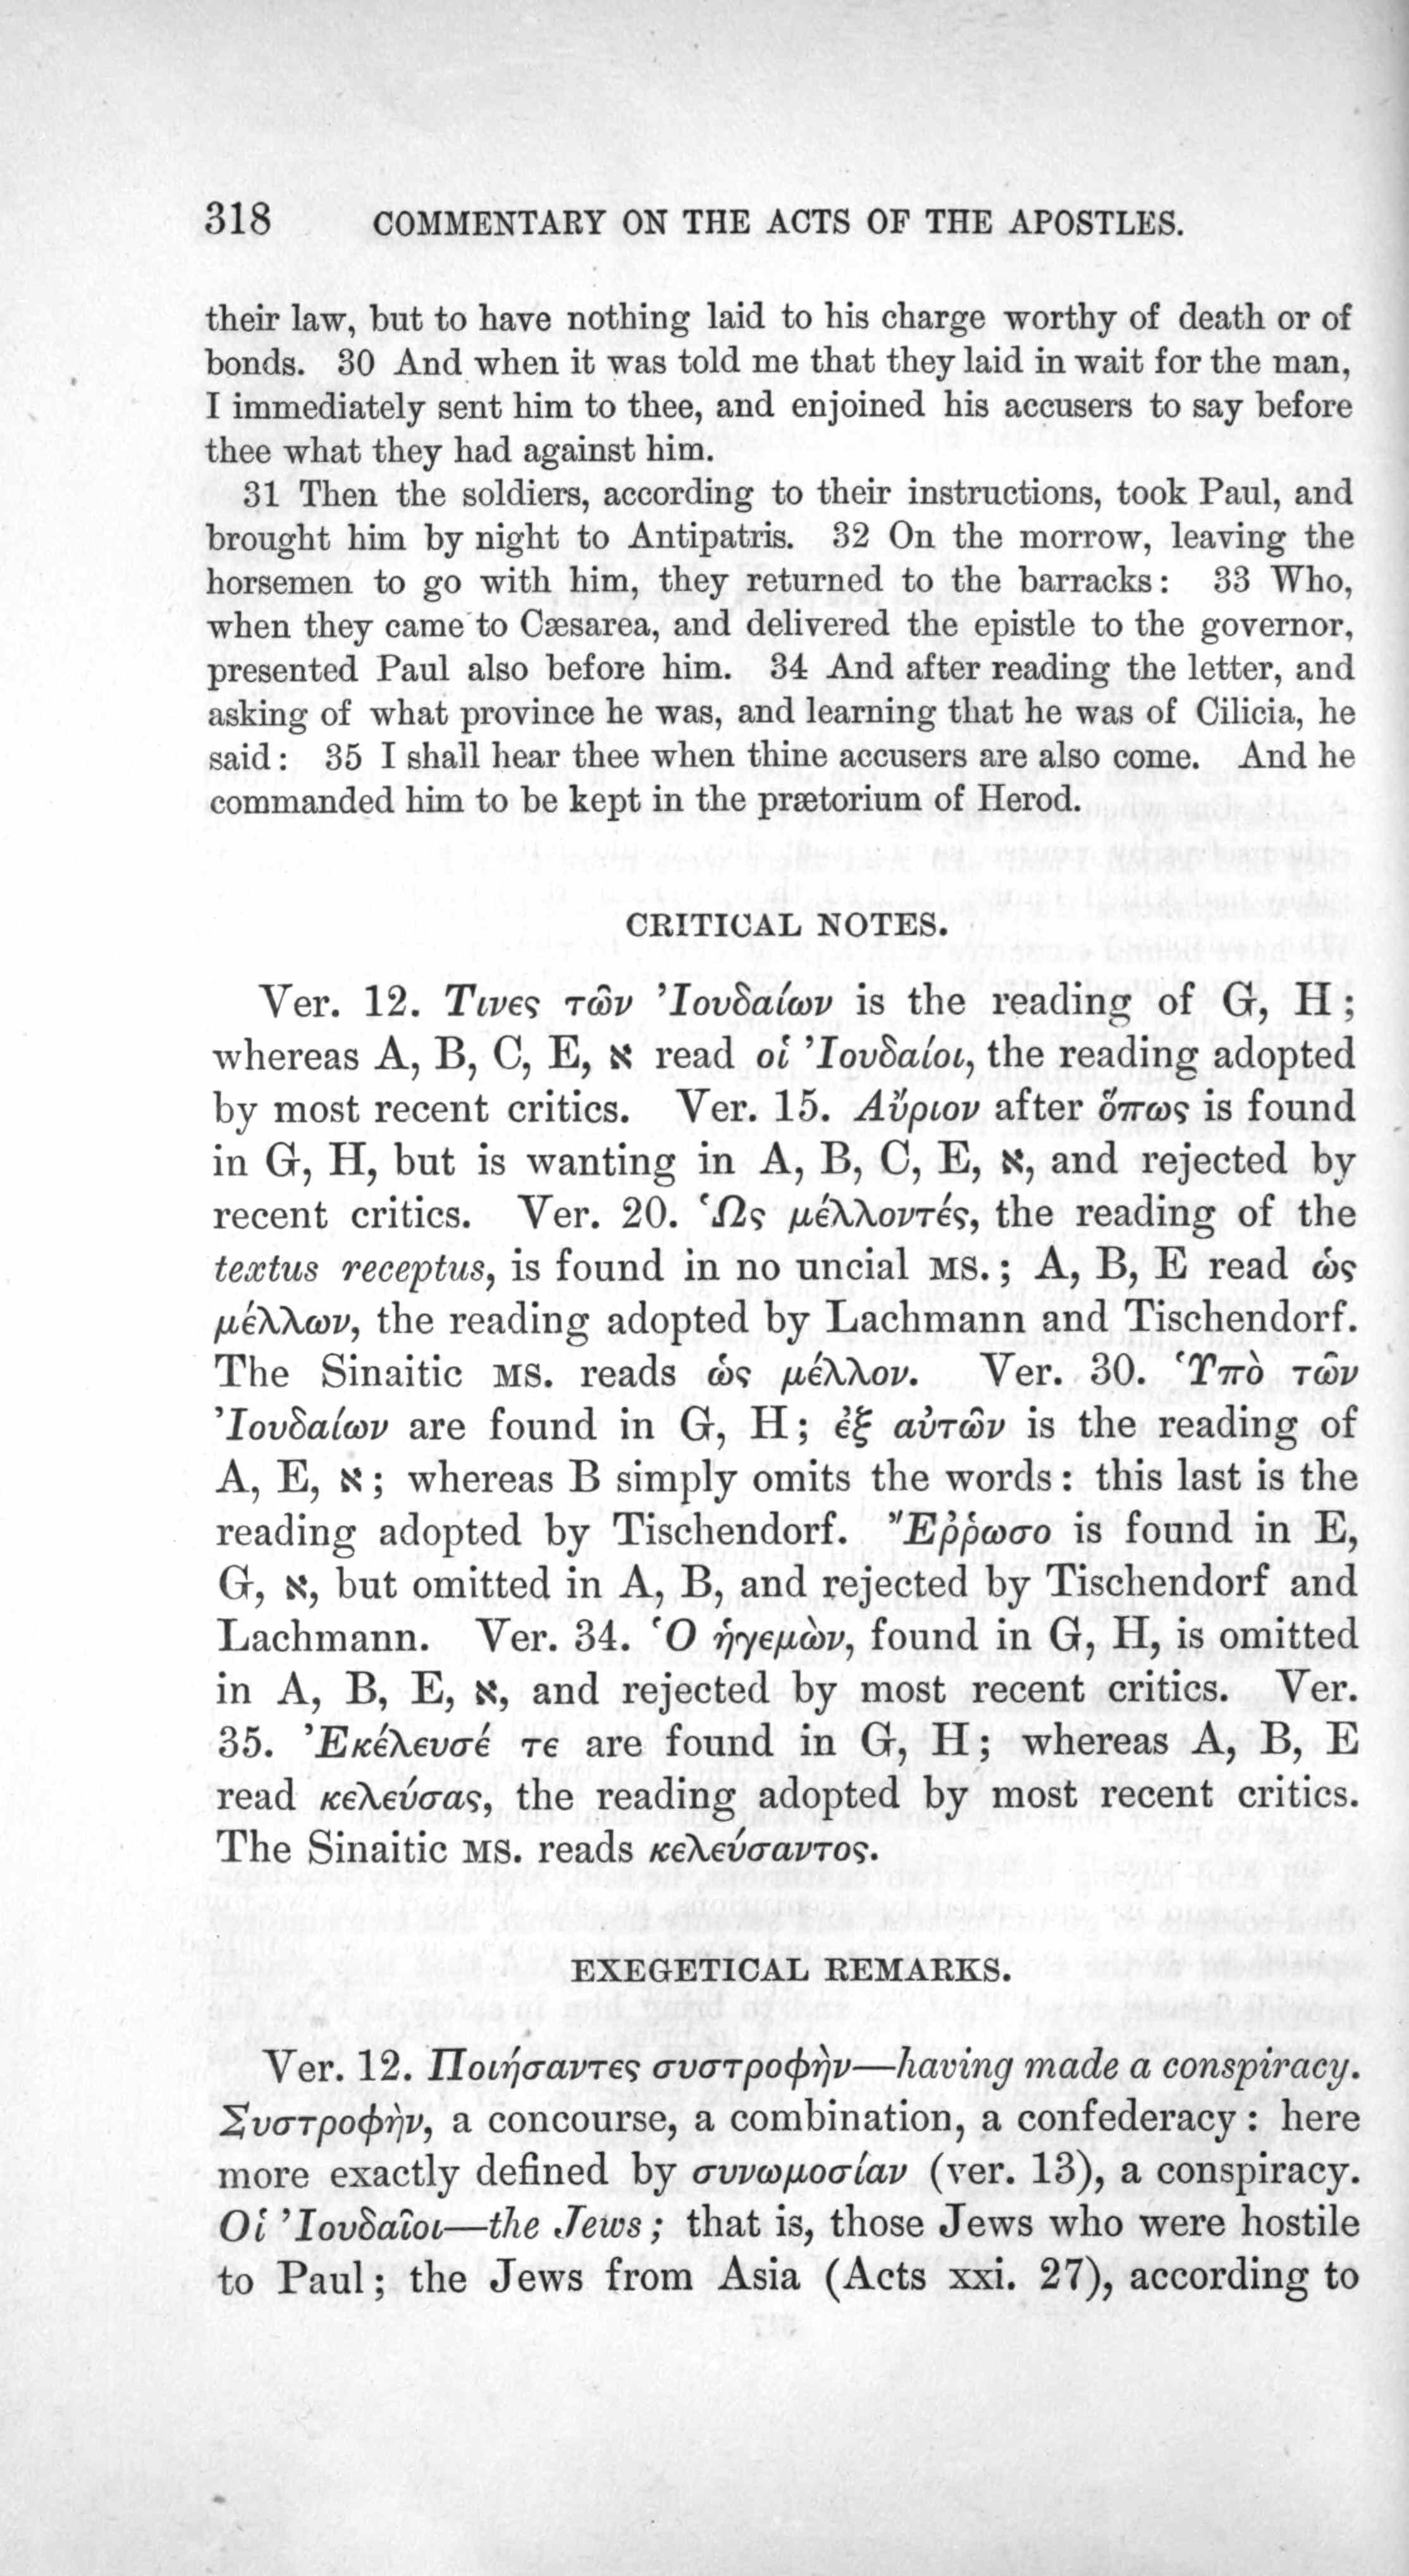 318 COMMENTARY ON THE ACTS OF THE APOSTLES.
their law, but to have nothing laid to his charge worthy of death or of
bonds. 30 And when it was told me that they laid in wait for the man,
I immediately sent him to thee, and enjoined his accusers to say before
thee what they had against him.
31 Then the soldiers, according to their instructions, took Paul, and
brought him by night to Antipatris. 32 On the morrow, leaving the
horsemen to go with him, they returned to the barracks: 33 Who,
when they came to Cæsarea, and delivered the epistle to the governor,
presented Paul also before him. 34 And after reading the letter, and
asking of what province he was, and learning that he was of Cilicia, he
said: 35 I shall hear thee when thine accusers are also come. And he
commanded him to be kept in the prætorium of Herod.
CRITICAL NOTES.
Ver. 12. Τινες τῶν Ἰουδαίων is the reading of G, H;
whereas A, B, C, E, א read οἱ Ἰουδαίοι, the reading adopted
by most recent critics. Ver. 15. Αὔριον after ὅπως is found
in G, H, but is wanting in A, B, C, E, א, and rejected by
recent critics. Ver. 20. Ὡς μέλλοντές, the reading of the
textus receptus, is found in no uncial MS.; A, B, E read ὡς
μέλλων, the reading adopted by Lachmann and Tischendorf.
The Sinaitic MS. reads ὡς μέλλον. Ver. 30. Ὑπὸ τῶν
Ἰουδαίων are found in G, H; ἐξ αὐτῶν is the reading of
A, E, א; whereas B simply omits the words: this last is the
reading adopted by Tischendorf. Ἔῤῥωσο is found in E,
G, א, but omitted in A, B, and rejected by Tischendorf and
Lachmann. Ver. 34. Ὁ ἡγεμὼν, found in G, H, is omitted
in A, B, E, א, and rejected by most recent critics. Ver.
35. Ἐκέλευσέ τε are found in G, H; whereas A, B, E
read κελεύσας, the reading adopted by most recent critics.
The Sinaitic MS. reads κελεύσαντος.
EXEGETICAL REMARKS.
Ver. 12. Ποιήσαντες συστροφὴν—having made a conspiracy.
Συστροφὴν, a concourse, a combination, a confederacy: here
more exactly defined by συνωμοσίαν (ver. 13), a conspiracy.
Οἱ Ἰουδαῖοι—the Jews; that is, those Jews who were hostile
to Paul; the Jews from Asia (Acts xxi. 27), according to